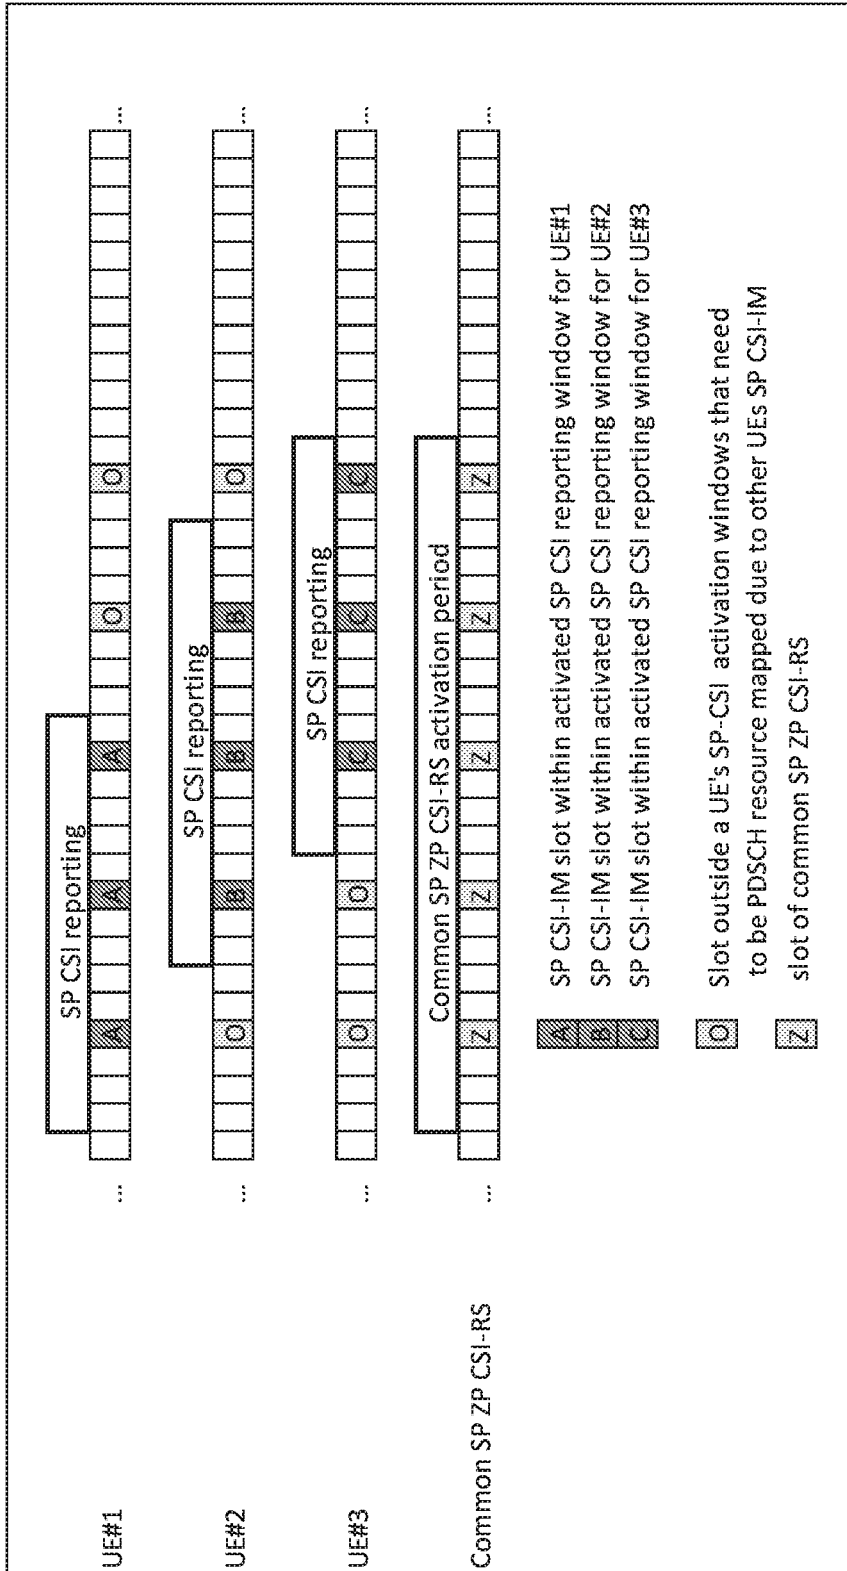 SP CSI reporting
UE#1 ... A A A O O ...
SP CSI reporting
UE#2 ... O B B B O ...
SP CSI reporting
UE#3 ... O O C C C ...
Common SP ZP CSI-RS activation period
Common SP ZP CSI-RS ... Z Z Z Z Z ...
A SP CSI-IM slot within activated SP CSI reporting window for UE#1
B SP CSI-IM slot within activated SP CSI reporting window for UE#2
C SP CSI-IM slot within activated SP CSI reporting window for UE#3
O Slot outside a UE's SP-CSI activation windows that need
to be PDSCH resource mapped due to other UEs SP CSI-IM
Z slot of common SP ZP CSI-RS